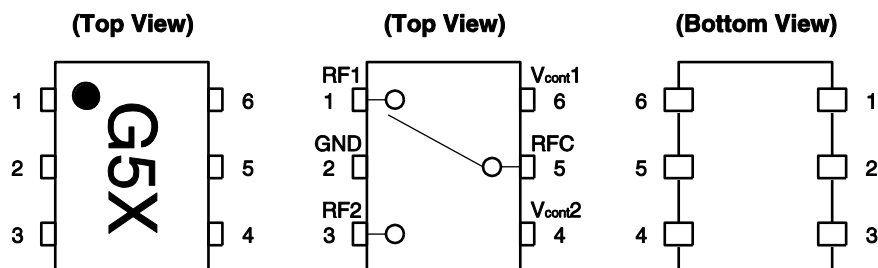 (Top View) (Top View) (Bottom View)
RF1 Vcont1
1 6 1 6 6 1
GND RFC
2 5 2 5 5 2
RF2 Vcont2
3 4 3 4 4 3
G5X